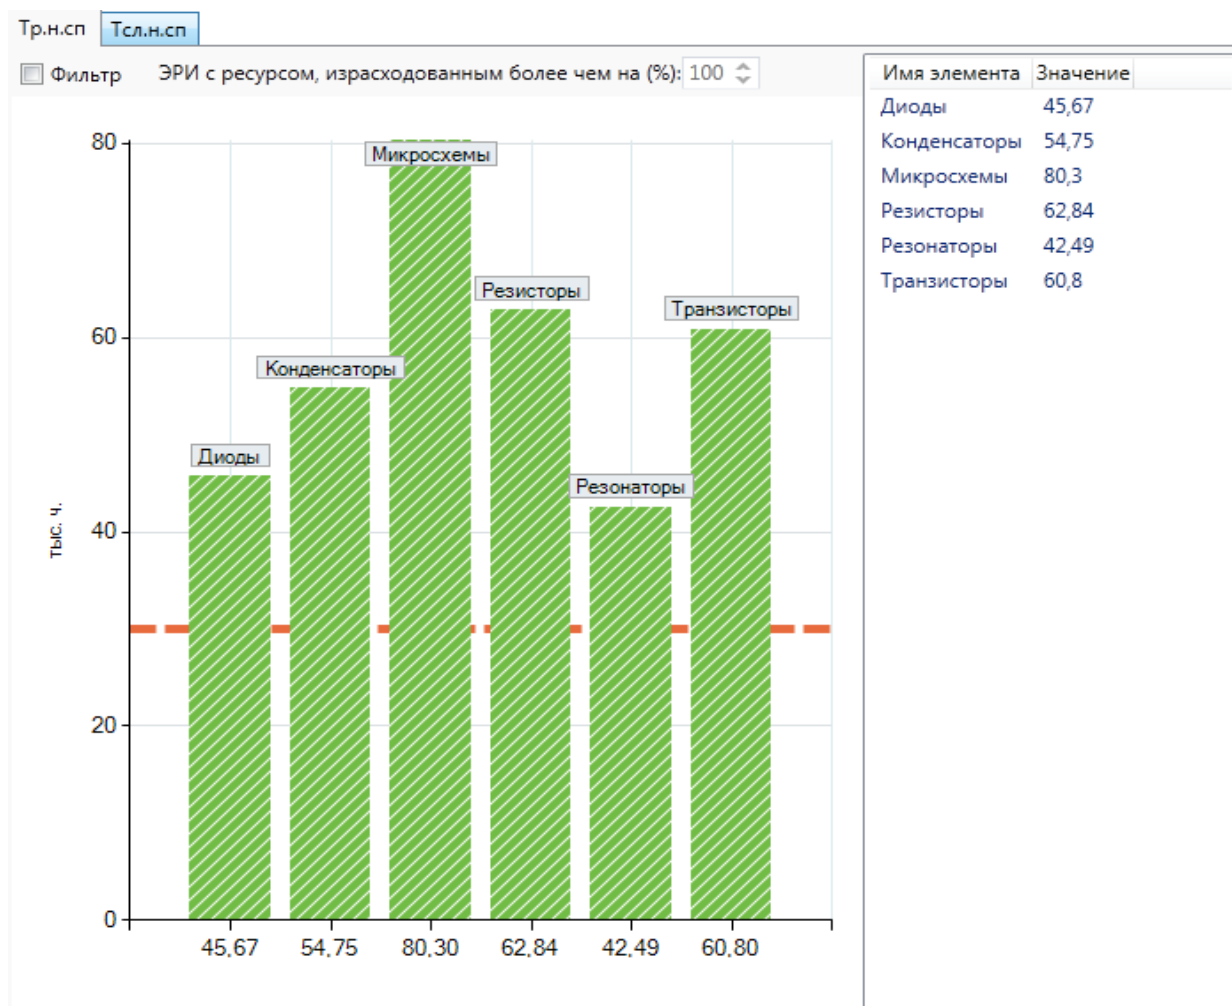 Тр.н.сп Тсл.н.сп
Фильтр ЭРИ с ресурсом, израсходованным более чем на (%): 100
Имя элемента Значение
Диоды 45,67
Конденсаторы 54,75
Микросхемы 80,3
Резисторы 62,84
Резонаторы 42,49
Транзисторы 60,8
80
Микросхемы
Резисторы
Транзисторы
60
Конденсаторы
Диоды
Резонаторы
тыс. ч.
40
20
0
45,67 54,75 80,30 62,84 42,49 60,80